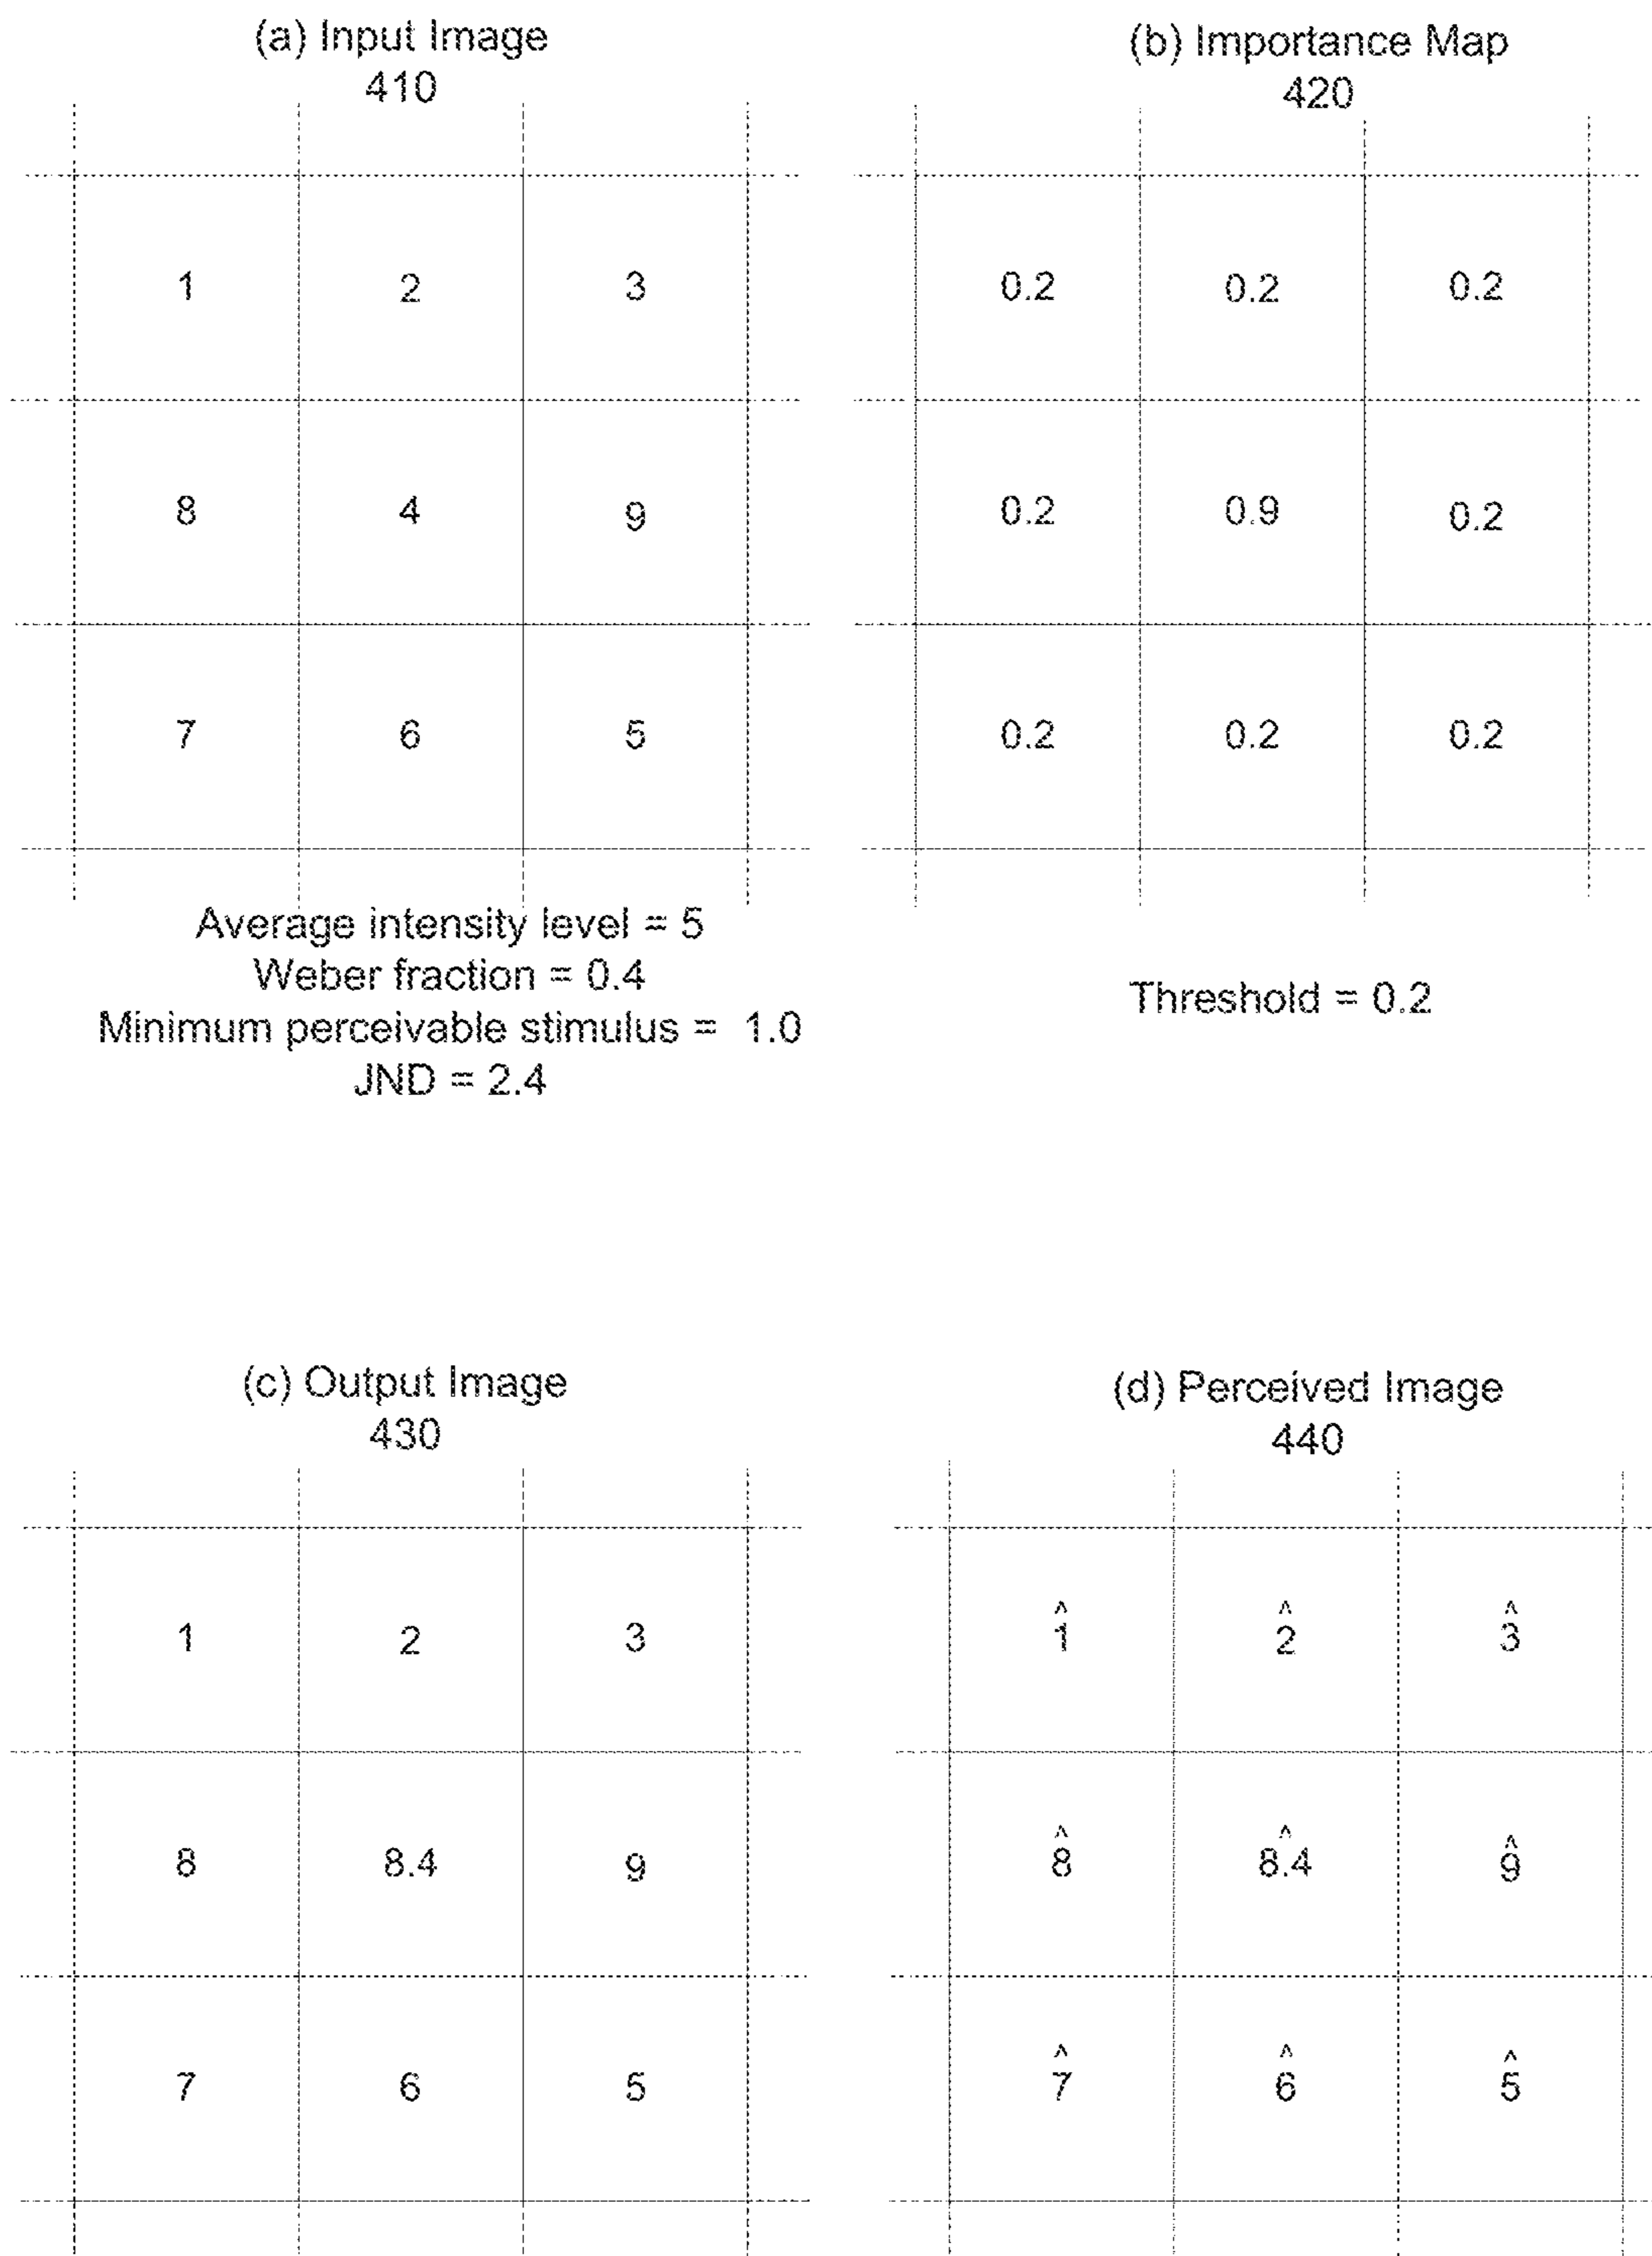 (a) Input Image
410
1 2 3
8 4 9
7 6 5
Average intensity level = 5
Weber fraction = 0.4
Minimum perceivable stimulus = 1.0
JND = 2.4
(b) Importance Map
420
0.2 0.2 0.2
0.2 0.9 0.2
0.2 0.2 0.2
Threshold = 0.2
(c) Output Image
430
1 2 3
8 8.4 9
7 6 5
(d) Perceived Image
440
1̂ 2̂ 3̂
8̂ 8.4̂ 9̂
7̂ 6̂ 5̂